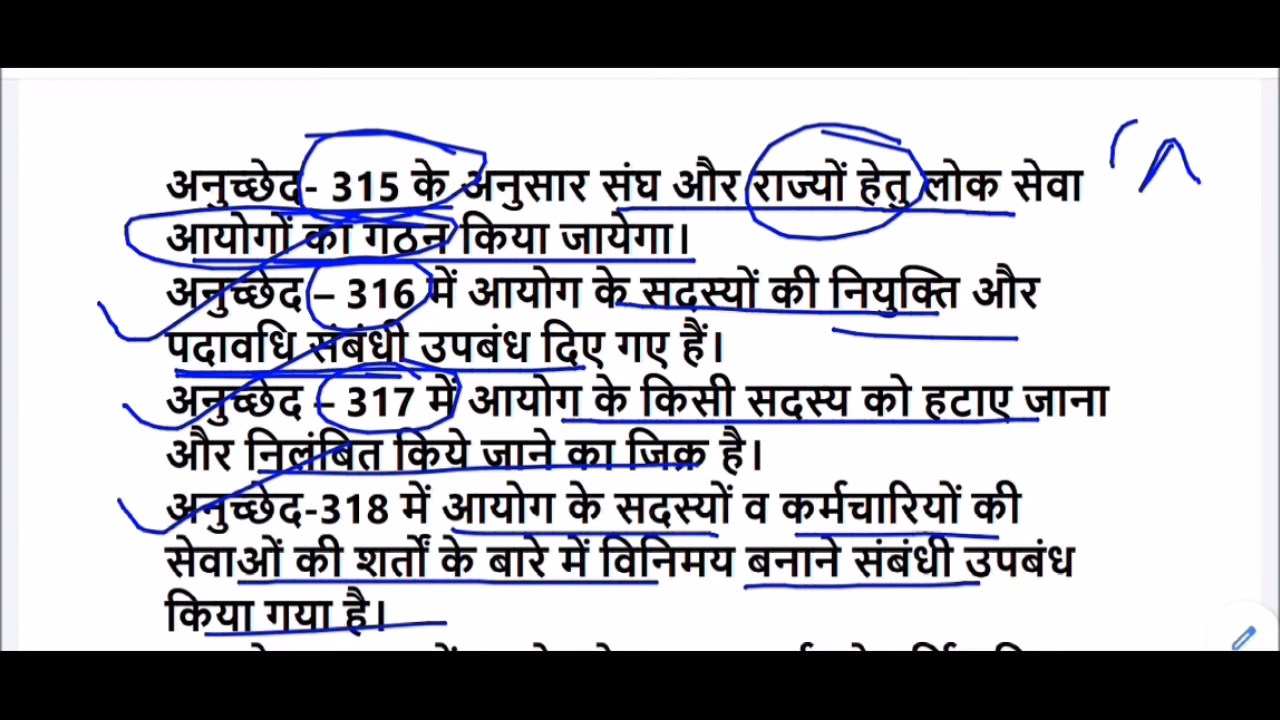 अनुच्छेद- 315 के अनुसार संघ और राज्यों हेतु लोक सेवा
आयोगों का गठन किया जायेगा।
अनुच्छेद – 316 में आयोग के सदस्यों की नियुक्ति और
पदावधि संबंधी उपबंध दिए गए हैं।
अनुच्छेद – 317 में आयोग के किसी सदस्य को हटाए जाना
और निलंबित किये जाने का जिक्र है।
अनुच्छेद-318 में आयोग के सदस्यों व कर्मचारियों की
सेवाओं की शर्तों के बारे में विनिमय बनाने संबंधी उपबंध
किया गया है।